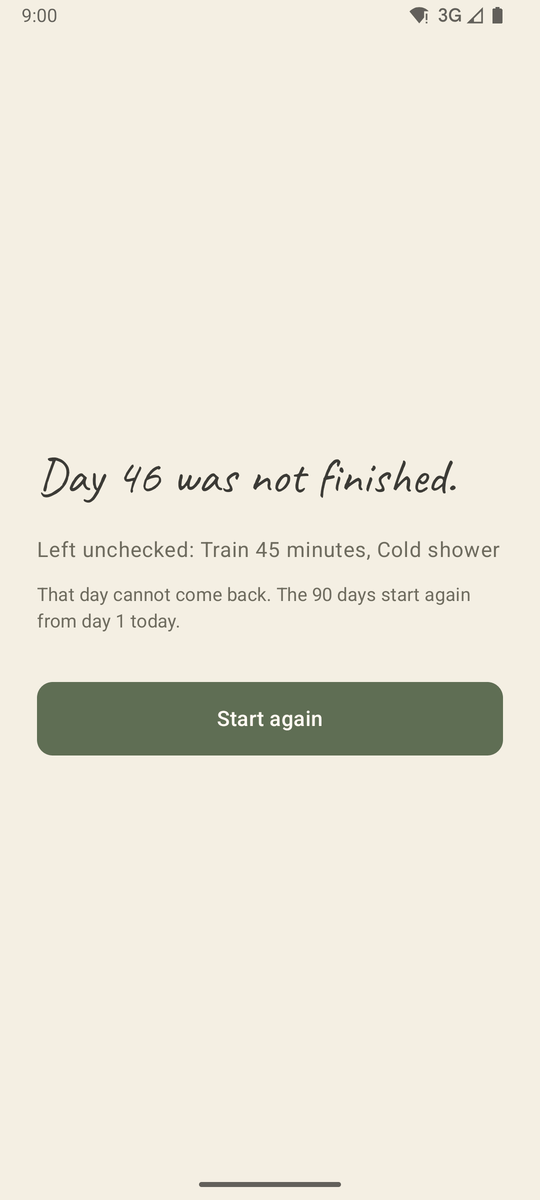 9:00
3G
Day 46 was not finished.
Left unchecked: Train 45 minutes, Cold shower
That day cannot come back. The 90 days start again
from day 1 today.
Start again